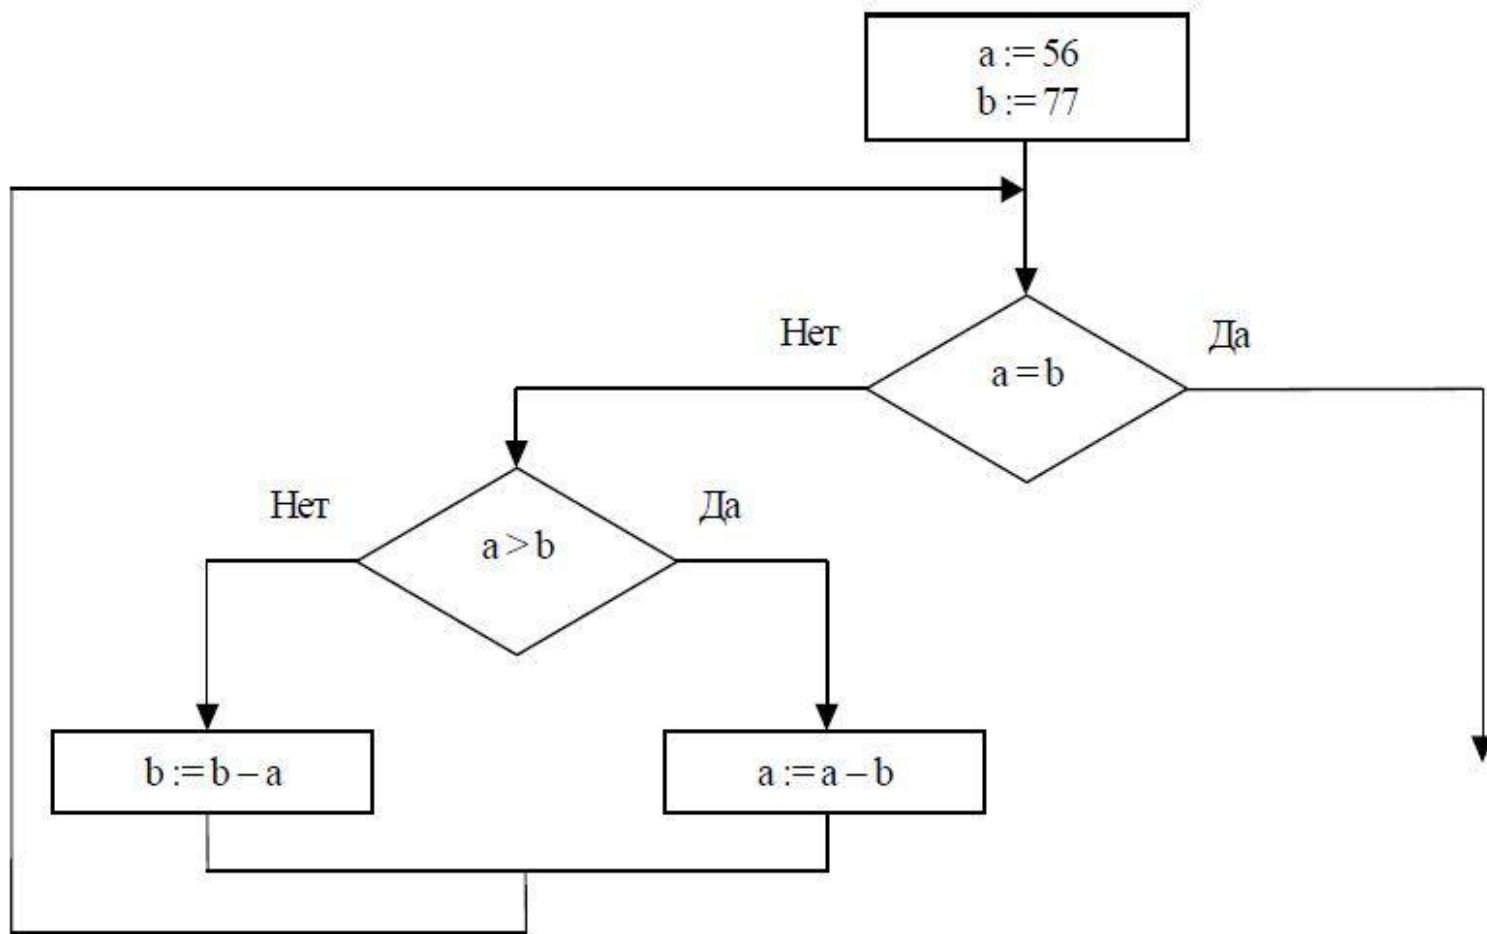 a := 56
b := 77
Нет
Да
a = b
Нет
Да
a > b
b := b – a
a := a – b